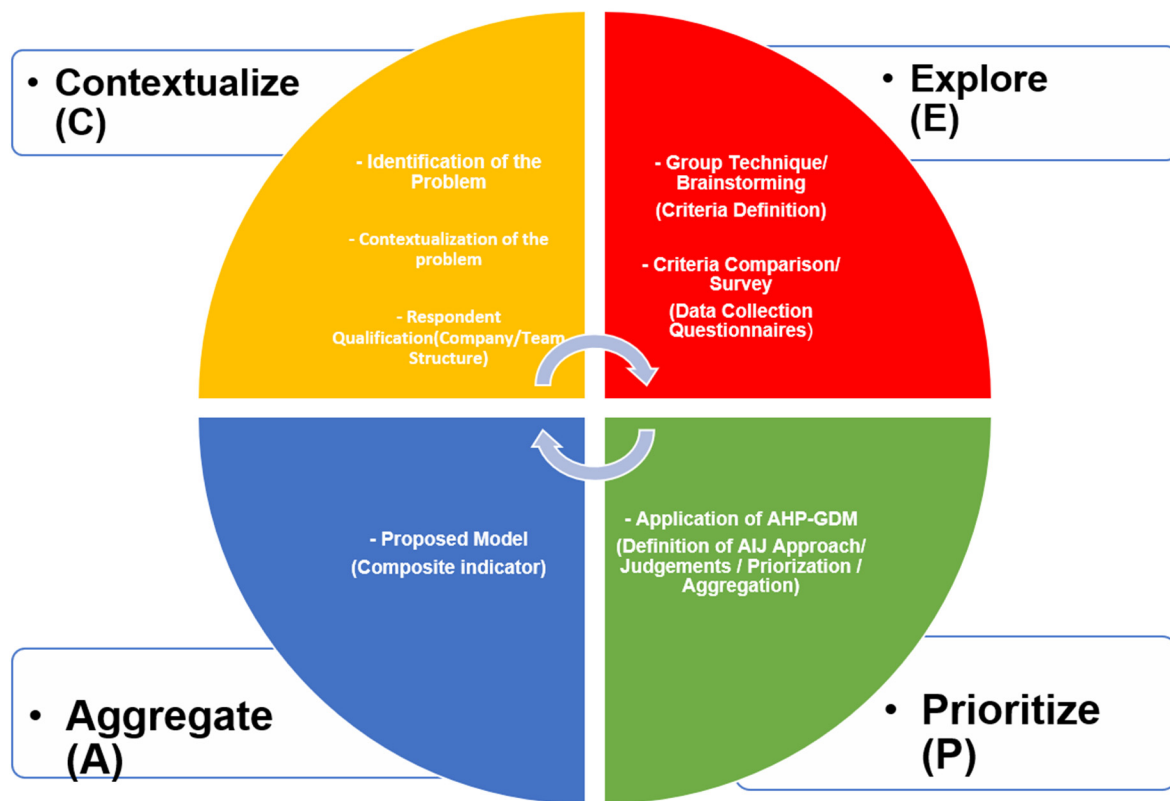 • Contextualize
(C)
- Identification of the
Problem
- Contextualization of the
problem
- Respondent
Qualification(Company/Team
Structure)
• Explore
(E)
- Group Technique/
Brainstorming
(Criteria Definition)
- Criteria Comparison/
Survey
(Data Collection
Questionnaires)
• Aggregate
(A)
- Proposed Model
(Composite indicator)
• Prioritize
(P)
- Application of AHP-GDM
(Definition of AIJ Approach/
Judgements / Priorization /
Aggregation)